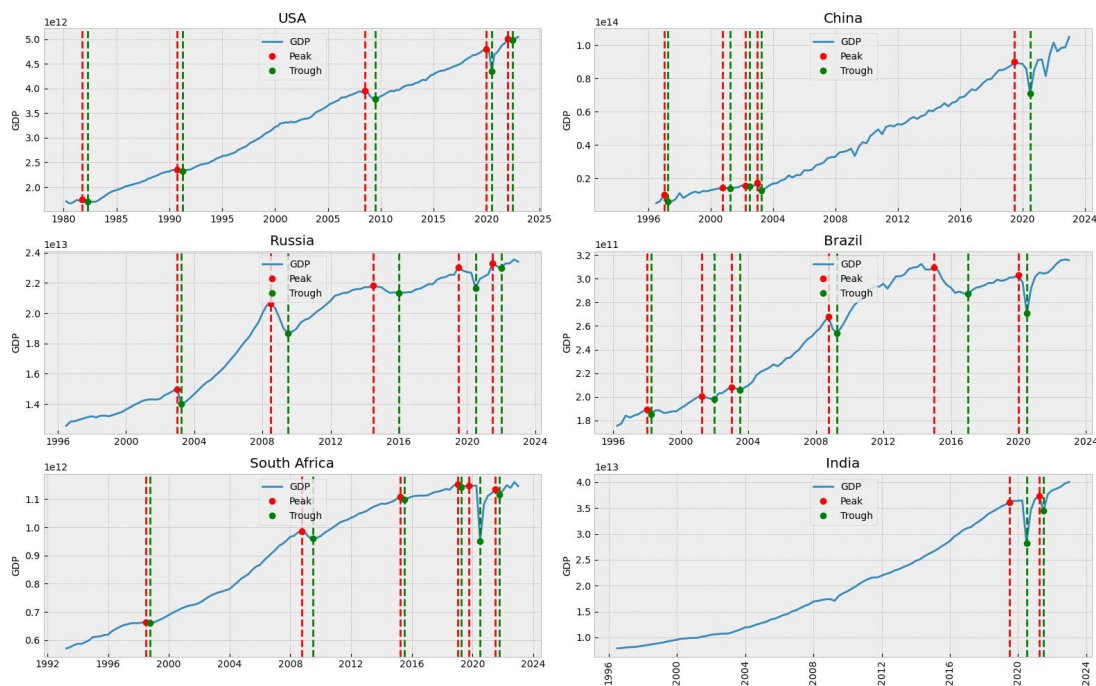 USA
1e12
5.0
4.5
4.0
3.5
3.0
2.5
2.0
GDP
GDP
Peak
Trough
1980 1985 1990 1995 2000 2005 2010 2015 2020 2025
China
1e14
1.0
0.8
0.6
0.4
0.2
GDP
GDP
Peak
Trough
1996 2000 2004 2008 2012 2016 2020 2024
Russia
1e13
2.4
2.2
2.0
1.8
1.6
1.4
GDP
GDP
Peak
Trough
1996 2000 2004 2008 2012 2016 2020 2024
Brazil
1e11
3.2
3.0
2.8
2.6
2.4
2.2
2.0
1.8
GDP
GDP
Peak
Trough
1996 2000 2004 2008 2012 2016 2020 2024
South Africa
1e12
1.1
1.0
0.9
0.8
0.7
0.6
GDP
GDP
Peak
Trough
1992 1996 2000 2004 2008 2012 2016 2020 2024
India
1e13
4.0
3.5
3.0
2.5
2.0
1.5
1.0
GDP
GDP
Peak
Trough
1996 2000 2004 2008 2012 2016 2020 2024